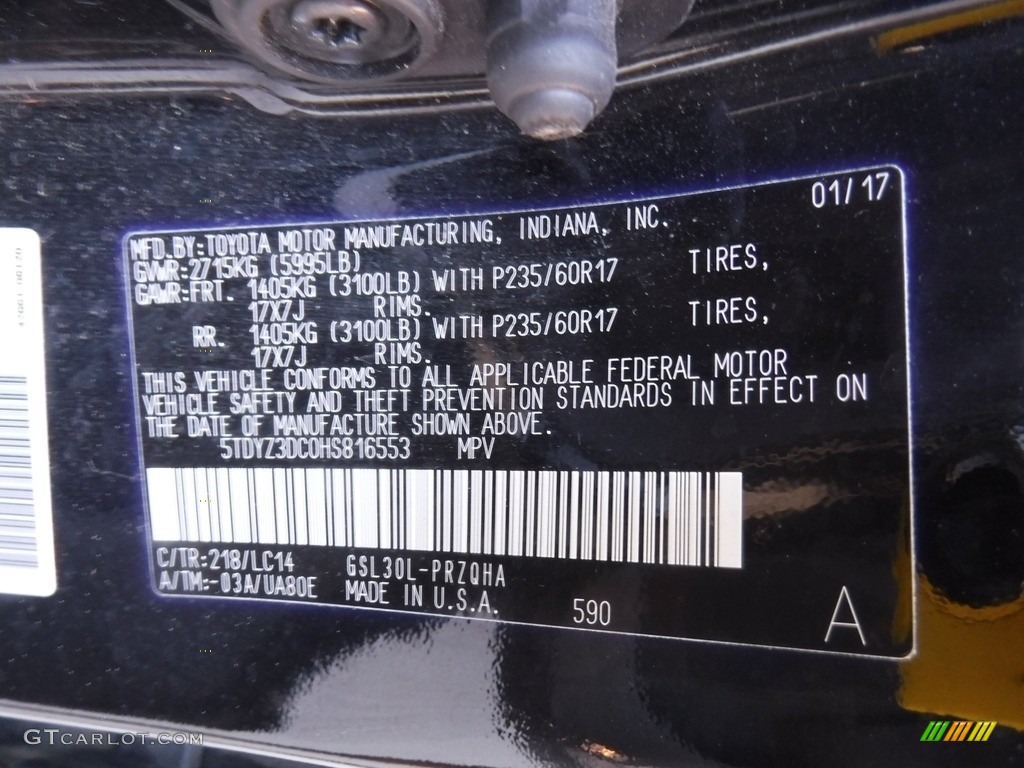 01/17
MFD.BY:TOYOTA MOTOR MANUFACTURING, INDIANA, INC.
GVWR:2715KG (5995LB)
GAWR:FRT. 1405KG (3100LB) WITH P235/60R17 TIRES,
17X7J RIMS.
RR. 1405KG (3100LB) WITH P235/60R17 TIRES,
17X7J RIMS.
THIS VEHICLE CONFORMS TO ALL APPLICABLE FEDERAL MOTOR
VEHICLE SAFETY AND THEFT PREVENTION STANDARDS IN EFFECT ON
THE DATE OF MANUFACTURE SHOWN ABOVE.
5TDYZ3DC0HS816553 MPV
C/TR:218/LC14 GSL30L-PRZQHA
A/TM:-03A/UA80E MADE IN U.S.A. 590 A
GTCARLOT.COM